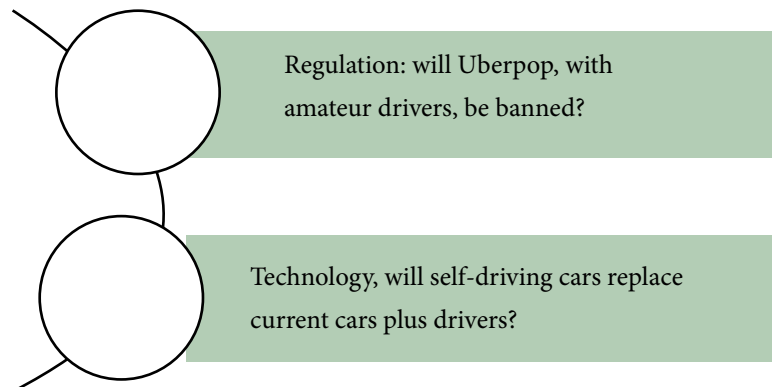 Regulation: will Uberpop, with
amateur drivers, be banned?
Technology, will self-driving cars replace
current cars plus drivers?